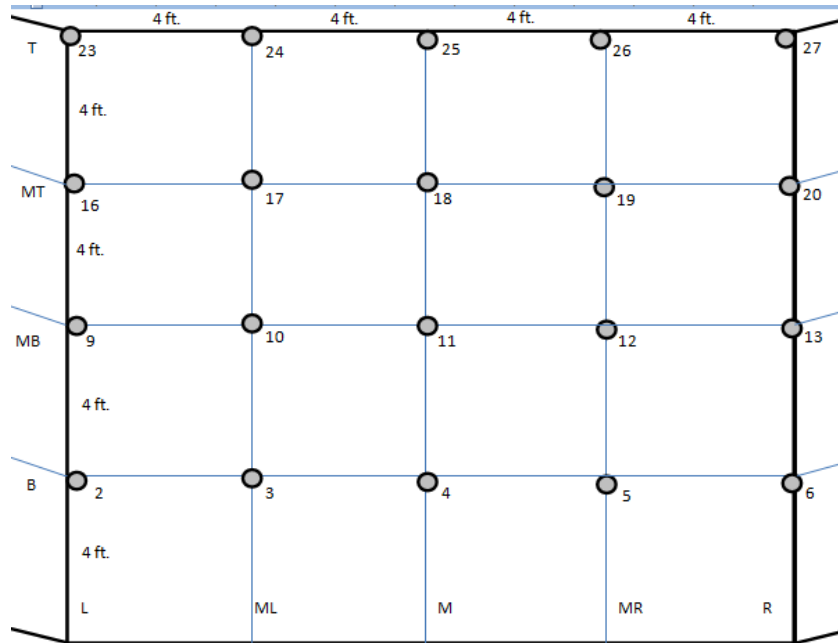 4 ft. 4 ft. 4 ft. 4 ft.
T 23 24 25 26 27
4 ft.
MT 16 17 18 19 20
4 ft.
MB 9 10 11 12 13
4 ft.
B 2 3 4 5 6
4 ft.
L ML M MR R